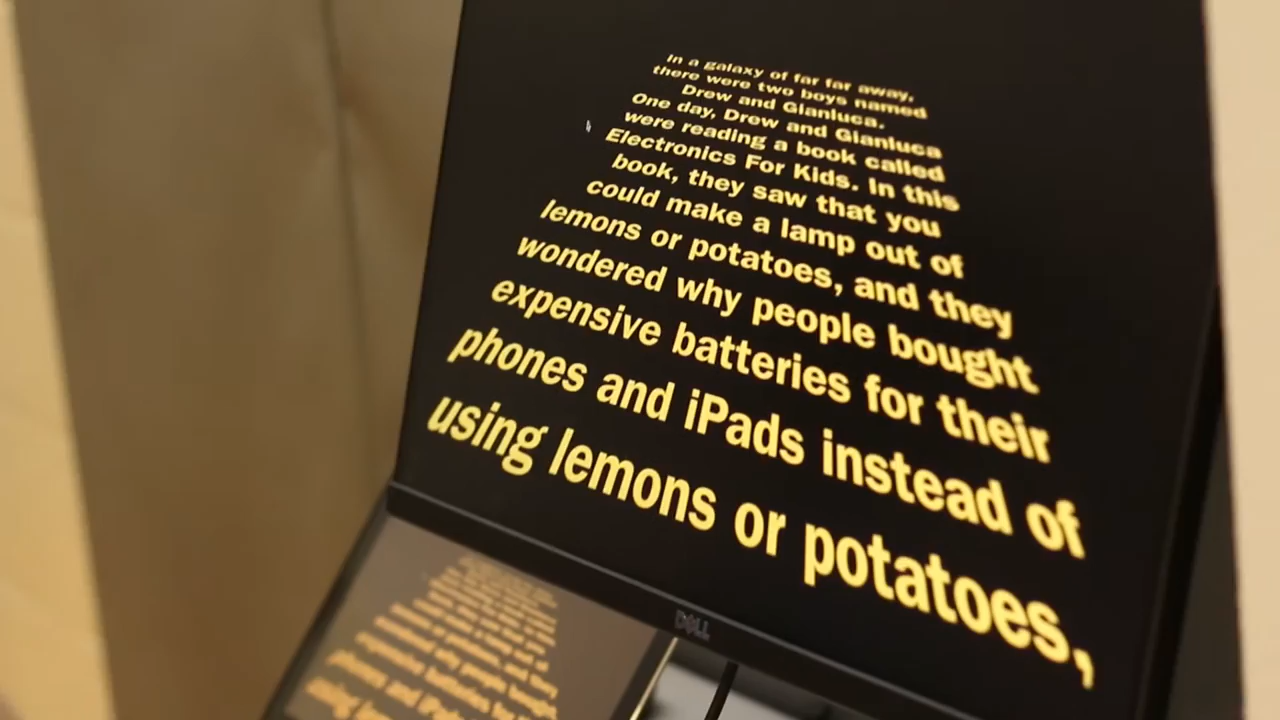 In a galaxy of far far away,
there were two boys named
Drew and Gianluca.
One day, Drew and Gianluca
were reading a book called
Electronics For Kids. In this
book, they saw that you
could make a lamp out of
lemons or potatoes, and they
wondered why people bought
expensive batteries for their
phones and iPads instead of
using lemons or potatoes,
DELL